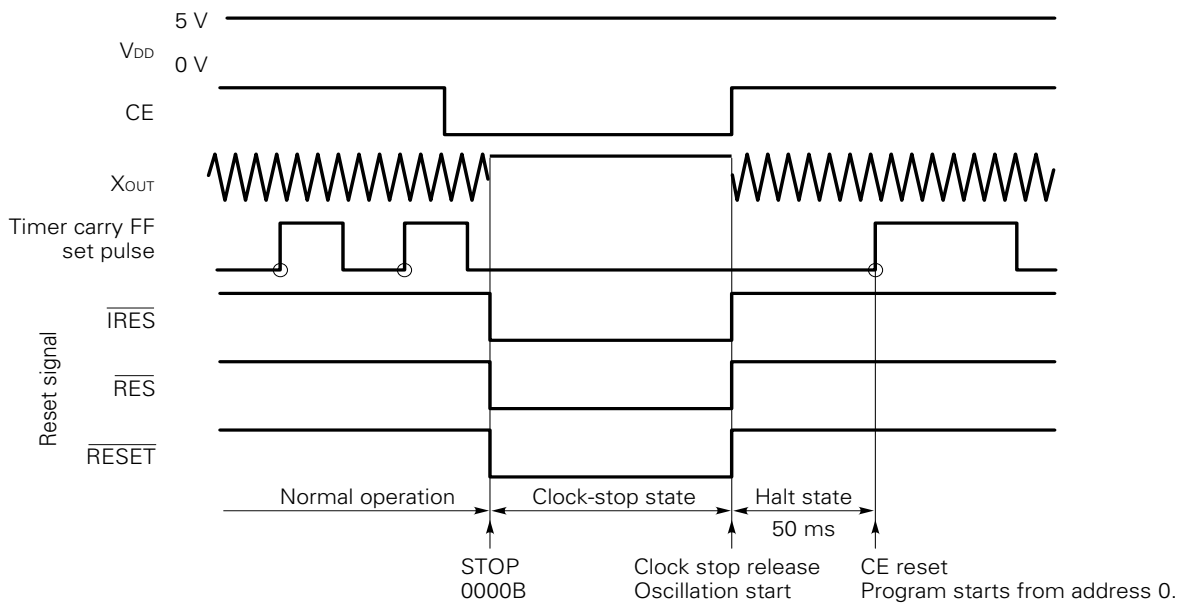 5 V
VDD
0 V
CE
XOUT
Timer carry FF
set pulse
IRES
RES
RESET
Reset signal
Normal operation
Clock-stop state
Halt state
50 ms
STOP
0000B
Clock stop release
Oscillation start
CE reset
Program starts from address 0.